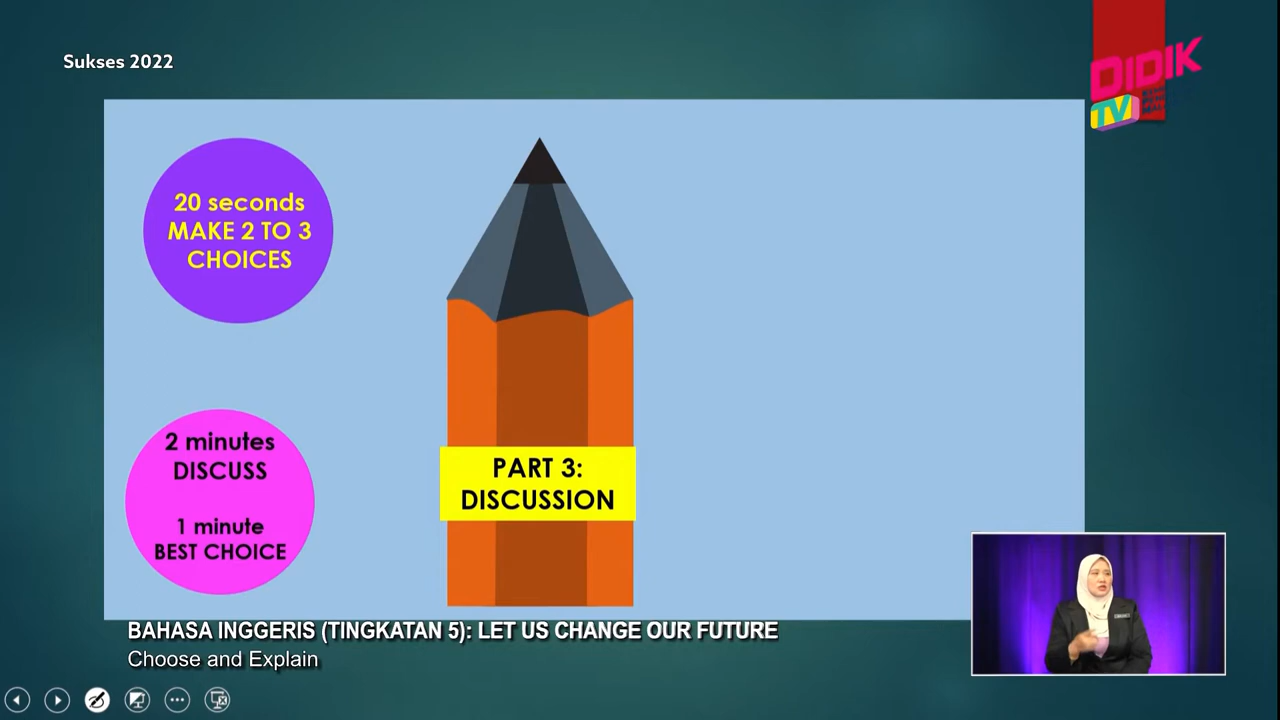 Sukses 2022
DIDIK
TV
20 seconds
MAKE 2 TO 3
CHOICES
2 minutes
DISCUSS
1 minute
BEST CHOICE
PART 3:
DISCUSSION
BAHASA INGGERIS (TINGKATAN 5): LET US CHANGE OUR FUTURE
Choose and Explain